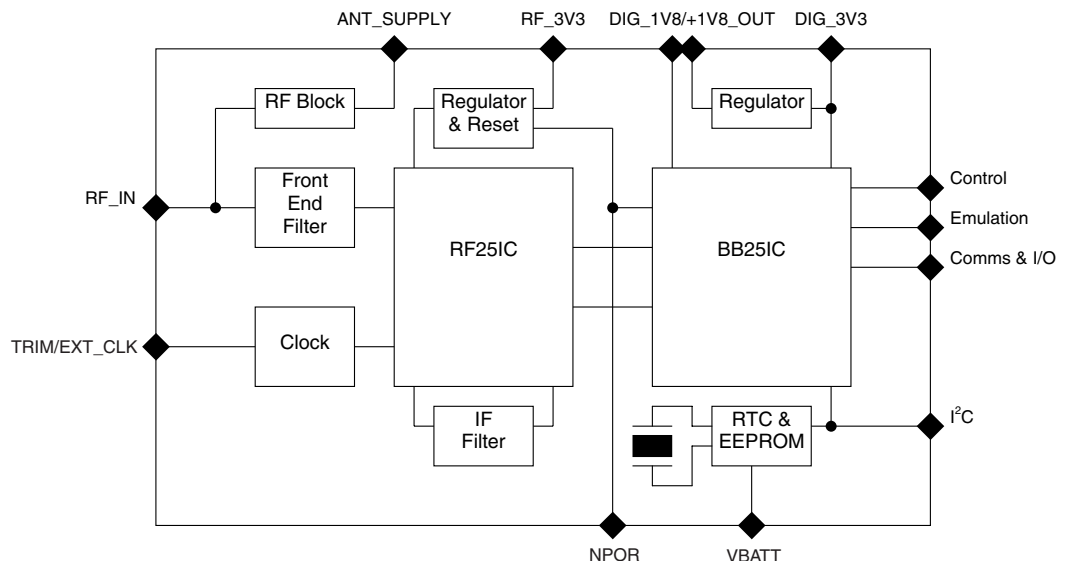 ANT_SUPPLY
RF_3V3
DIG_1V8/+1V8_OUT
DIG_3V3
RF Block
Regulator
& Reset
Regulator
RF_IN
Front
End
Filter
RF25IC
BB25IC
Control
Emulation
Comms & I/O
TRIM/EXT_CLK
Clock
IF
Filter
RTC &
EEPROM
I²C
NPOR
VBATT